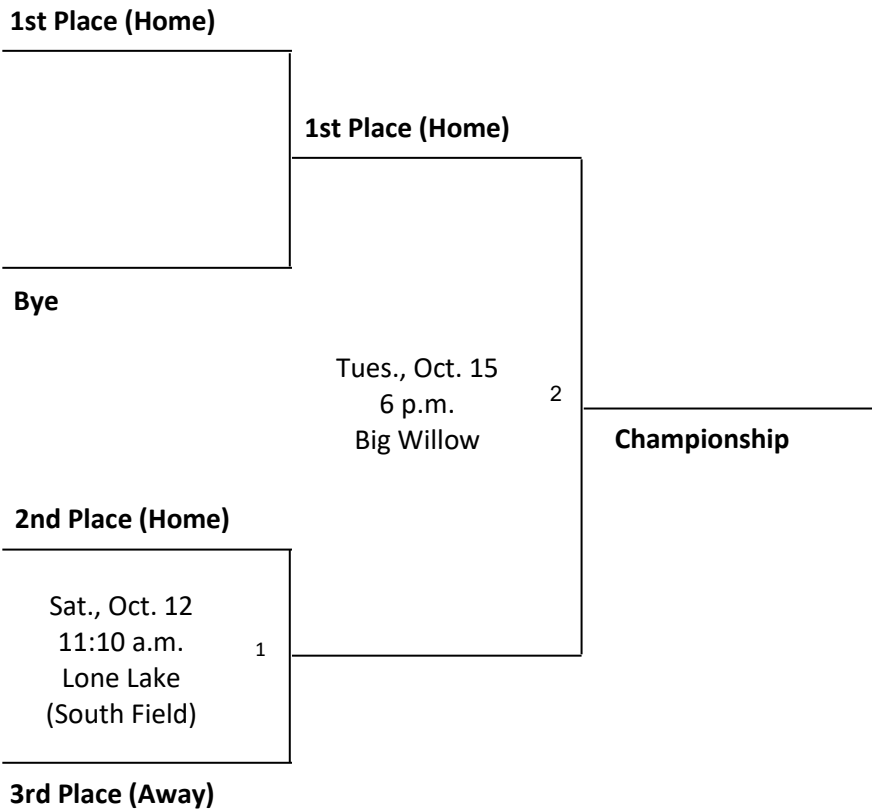 1st Place (Home)
1st Place (Home)
Bye
Tues., Oct. 15
6 p.m.
Big Willow
2
Championship
2nd Place (Home)
Sat., Oct. 12
11:10 a.m.
Lone Lake
(South Field)
1
3rd Place (Away)